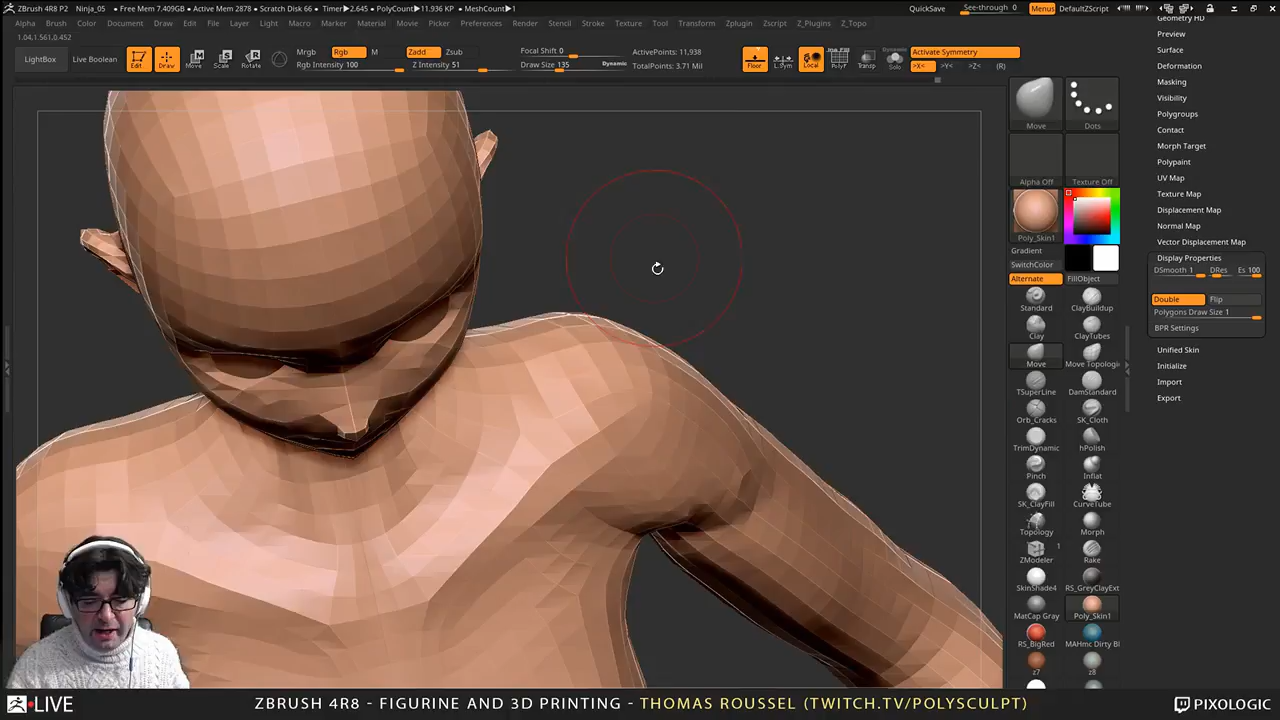 ZBrush 4R8 P2 Ninja_05 • Free Mem 7.409GB • Active Mem 2878 • Scratch Disk 66 • Timer▶2.645 • PolyCount▶11.936 KP • MeshCount▶1
QuickSave See-through 0 Menus DefaultZScript
Alpha Brush Color Document Draw Edit File Layer Light Macro Marker Material Movie Picker Preferences Render Stencil Stroke Texture Tool Transform Zplugin Zscript Z_Plugins Z_Topo
1.04,1.561,0.452
LightBox Live Boolean
Edit Draw Move Scale Rotate
Mrgb Rgb M
Rgb Intensity 100
Zadd Zsub
Z Intensity 51
Focal Shift 0
Draw Size 135 Dynamic
ActivePoints: 11,938
TotalPoints: 3.71 Mil
Floor L.Sym Local PolyF Transp
Dynamic
Solo
Activate Symmetry
>X< >Y< >Z< (R)
Move Dots
Alpha Off Texture Off
Poly_Skin1
Gradient
SwitchColor
Alternate FillObject
Standard ClayBuildup
Clay ClayTubes
Move Move Topologic
TSuperLine DamStandard
Orb_Cracks SK_Cloth
TrimDynamic hPolish
Pinch Inflat
SK_ClayFill CurveTube
Topology Morph
1
ZModeler Rake
SkinShade4 RS_GreyClayExt
MatCap Gray Poly_Skin1
RS_BigRed MAHmc Dirty Bl
z7 z8
Geometry HD
Preview
Surface
Deformation
Masking
Visibility
Polygroups
Contact
Morph Target
Polypaint
UV Map
Texture Map
Displacement Map
Normal Map
Vector Displacement Map
Display Properties
DSmooth 1 DRes Es 100
Double Flip
Polygons Draw Size 1
BPR Settings
Unified Skin
Initialize
Import
Export
LIVE
ZBRUSH 4R8 - FIGURINE AND 3D PRINTING - THOMAS ROUSSEL (TWITCH.TV/POLYSCULPT)
PIXOLOGIC